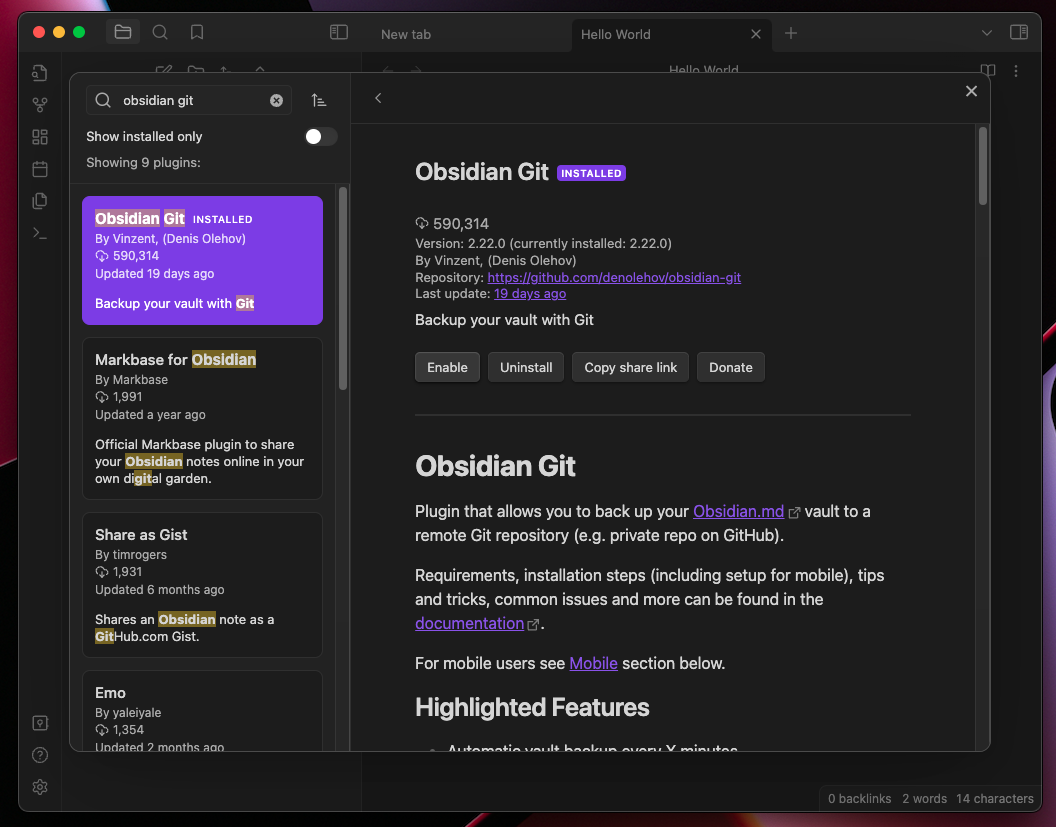 New tab
Hello World
Hello World
obsidian git
Show installed only
Showing 9 plugins:
Obsidian Git INSTALLED
By Vinzent, (Denis Olehov)
590,314
Updated 19 days ago
Backup your vault with Git
Markbase for Obsidian
By Markbase
1,991
Updated a year ago
Official Markbase plugin to share
your Obsidian notes online in your
own digital garden.
Share as Gist
By timrogers
1,931
Updated 6 months ago
Shares an Obsidian note as a
GitHub.com Gist.
Emo
By yaleiyale
1,354
Updated 2 months ago
Obsidian Git INSTALLED
590,314
Version: 2.22.0 (currently installed: 2.22.0)
By Vinzent, (Denis Olehov)
Repository: https://github.com/denolehov/obsidian-git
Last update: 19 days ago
Backup your vault with Git
Enable
Uninstall
Copy share link
Donate
Obsidian Git
Plugin that allows you to back up your Obsidian.md vault to a
remote Git repository (e.g. private repo on GitHub).
Requirements, installation steps (including setup for mobile), tips
and tricks, common issues and more can be found in the
documentation.
For mobile users see Mobile section below.
Highlighted Features
Automatic vault backup every X minutes
0 backlinks 2 words 14 characters